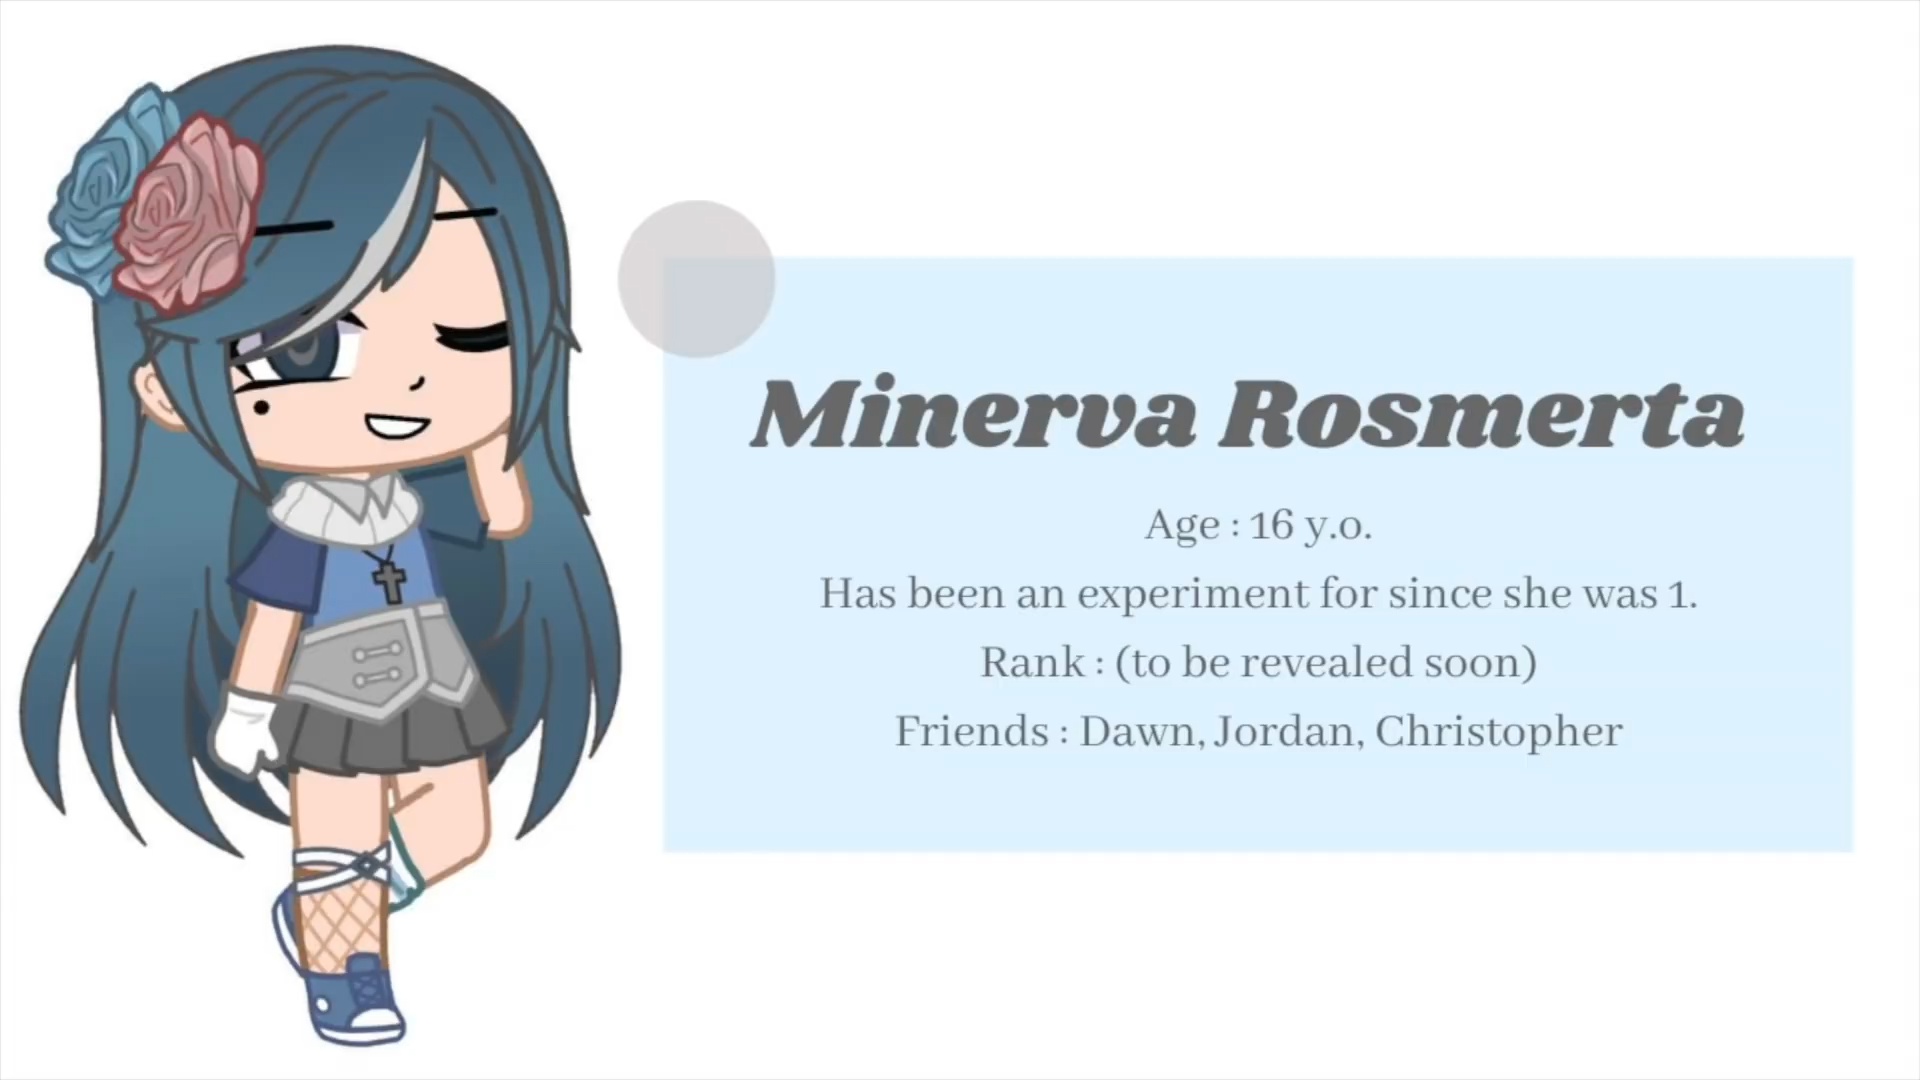 Minerva Rosmerta
Age : 16 y.o.
Has been an experiment for since she was 1.
Rank : (to be revealed soon)
Friends : Dawn, Jordan, Christopher